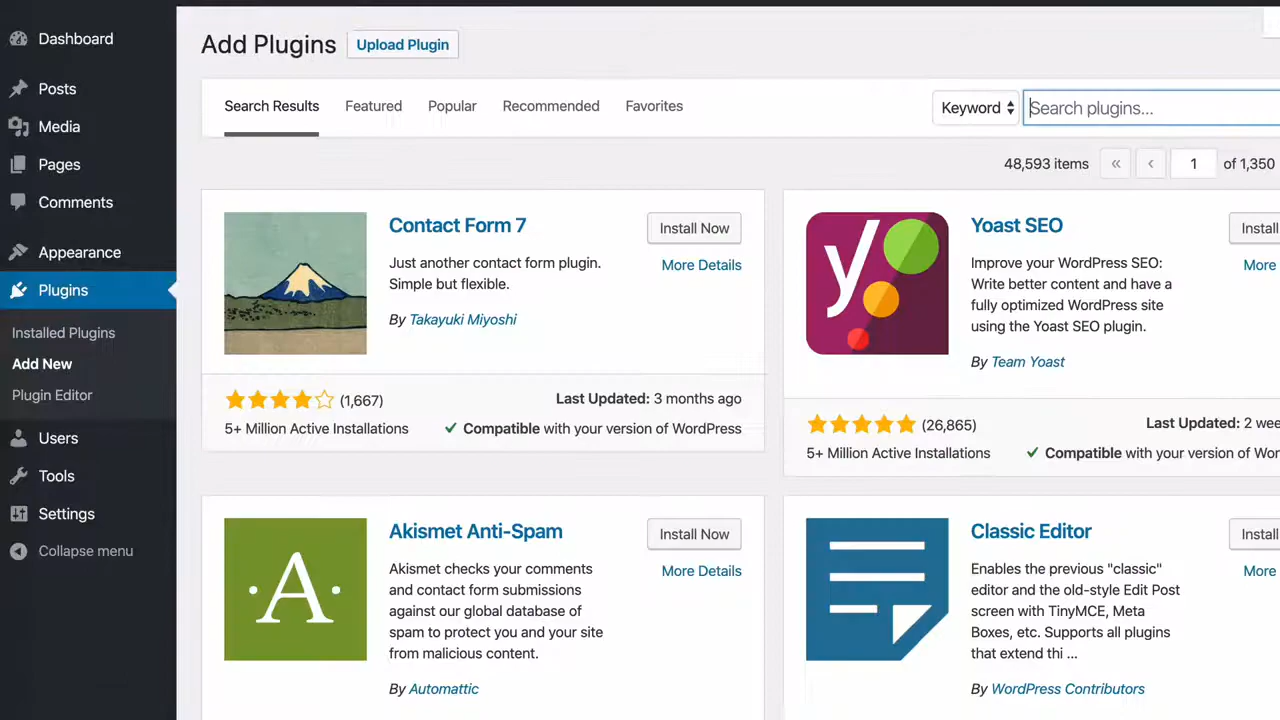 Dashboard
Posts
Media
Pages
Comments
Appearance
Plugins
Installed Plugins
Add New
Plugin Editor
Users
Tools
Settings
Collapse menu
Add Plugins
Upload Plugin
Search Results
Featured
Popular
Recommended
Favorites
Keyword
Search plugins...
48,593 items
«
‹
1
of 1,350
Contact Form 7
Install Now
More Details
Just another contact form plugin.
Simple but flexible.
By Takayuki Miyoshi
(1,667)
Last Updated: 3 months ago
5+ Million Active Installations
Compatible with your version of WordPress
y
Yoast SEO
Install
More
Improve your WordPress SEO:
Write better content and have a
fully optimized WordPress site
using the Yoast SEO plugin.
By Team Yoast
(26,865)
Last Updated: 2 wee
5+ Million Active Installations
Compatible with your version of Wor
·A·
Akismet Anti-Spam
Install Now
More Details
Akismet checks your comments
and contact form submissions
against our global database of
spam to protect you and your site
from malicious content.
By Automattic
Classic Editor
Install
More
Enables the previous "classic"
editor and the old-style Edit Post
screen with TinyMCE, Meta
Boxes, etc. Supports all plugins
that extend thi ...
By WordPress Contributors